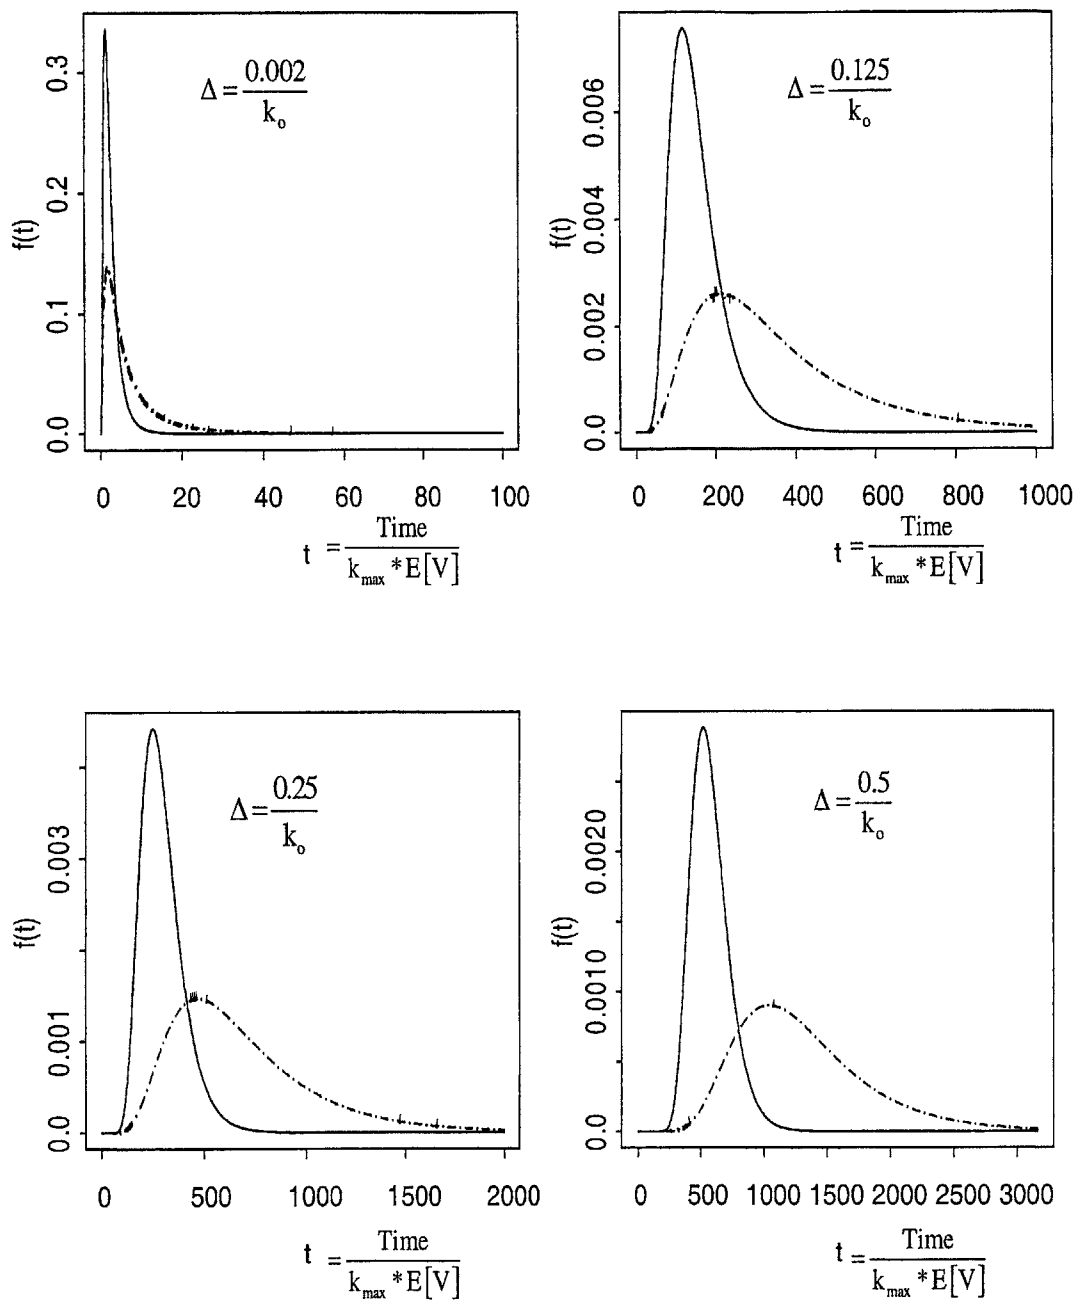 0.3
0.2
0.1
0.0
f(t)
Δ = 0.002 / k_o
0 20 40 60 80 100
t = Time / k_max * E[V]
0.006
0.004
0.002
0.0
f(t)
Δ = 0.125 / k_o
0 200 400 600 800 1000
t = Time / k_max * E[V]
0.003
0.001
0.0
f(t)
Δ = 0.25 / k_o
0 500 1000 1500 2000
t = Time / k_max * E[V]
0.0020
0.0010
0.0
f(t)
Δ = 0.5 / k_o
0 500 1000 1500 2000 2500 3000
t = Time / k_max * E[V]